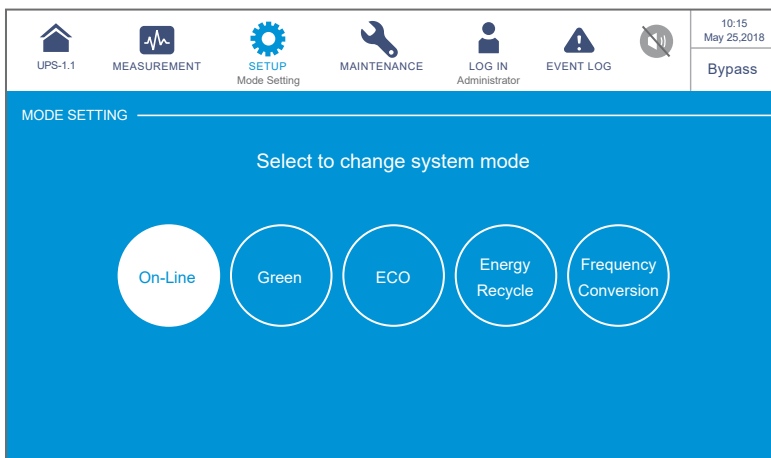 10:15
May 25,2018
UPS-1.1
MEASUREMENT
SETUP
Mode Setting
MAINTENANCE
LOG IN
Administrator
EVENT LOG
Bypass
MODE SETTING
Select to change system mode
On-Line
Green
ECO
Energy
Recycle
Frequency
Conversion